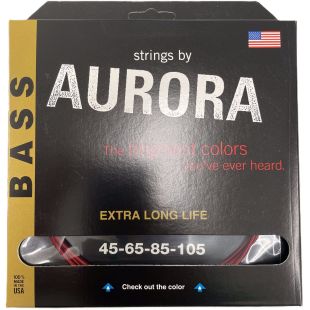 strings by
AURORA
The brightest colors
you've ever heard.
BASS
EXTRA LONG LIFE
45-65-85-105
100%
MADE
IN THE
USA
Check out the color